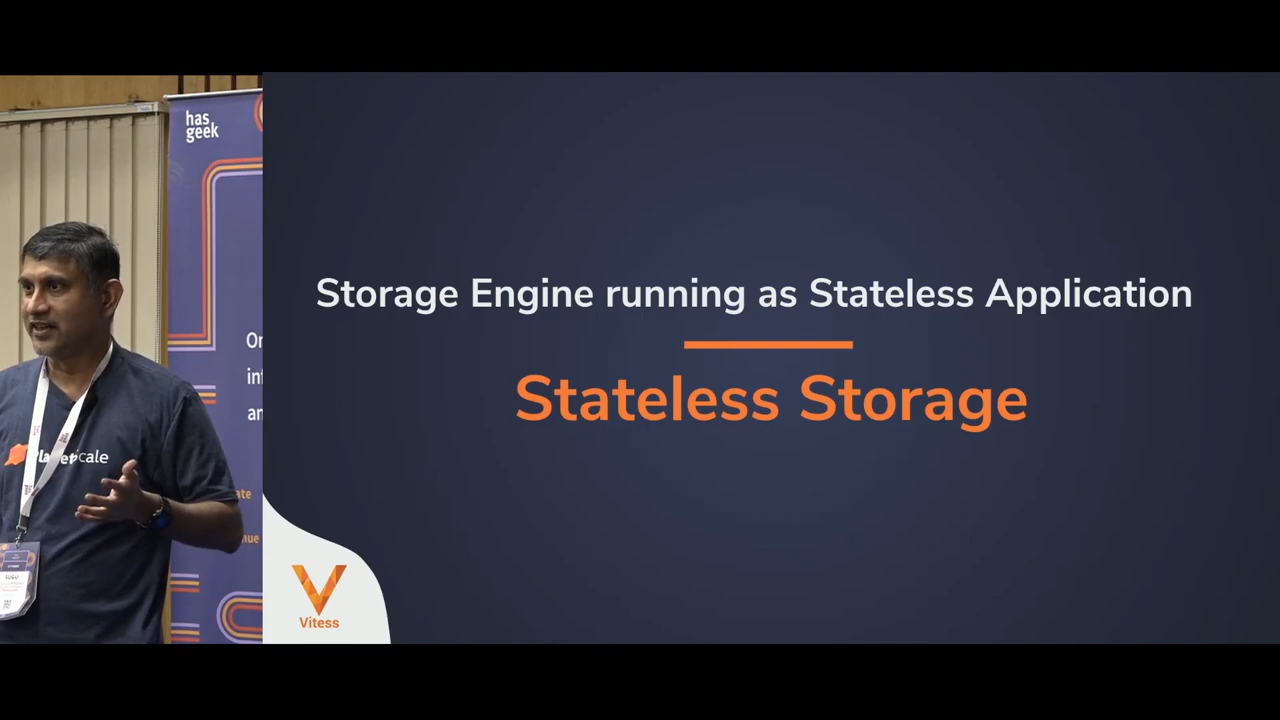 has
geek
Storage Engine running as Stateless Application
Stateless Storage
Vitess